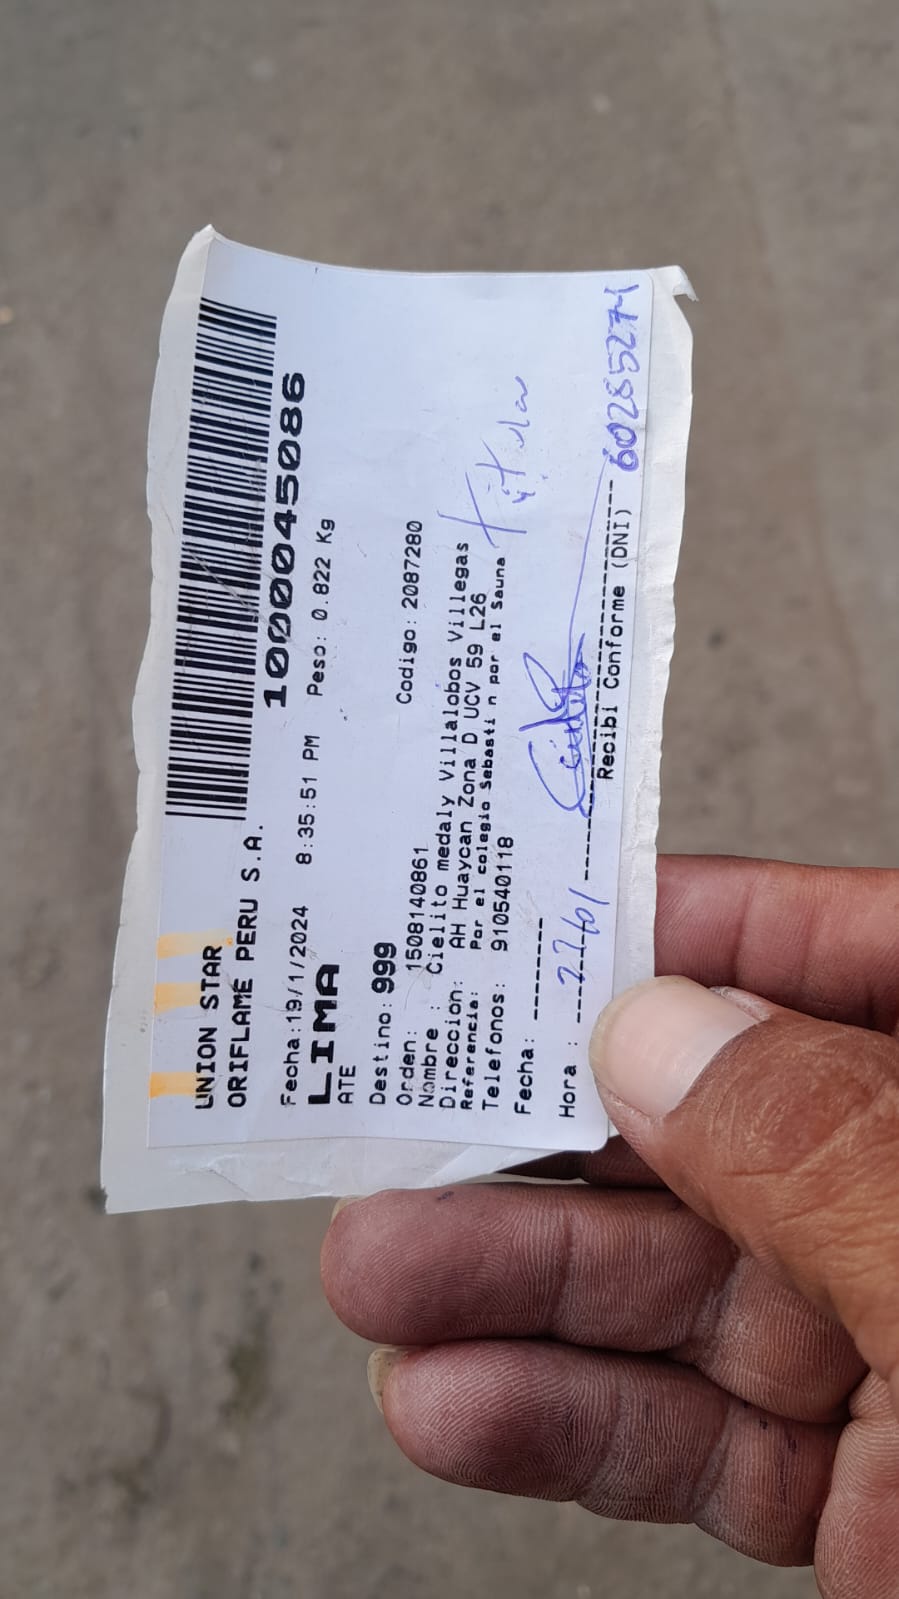 UNION STAR
ORIFLAME PERU S.A.
1000045086
Fecha:19/1/2024 8:35:51 PM Peso: 0.822 Kg
LIMA
ATE
Destino: 999
Orden: 1508140861 Codigo: 2087280
Nombre : Cielito medaly Villalobos Villegas
Direccion: AH Huaycan Zona D UCV 59 L26
Referencia: Por el colegio Sebasti n por el Sauna
Telefonos: 910540118
Titular
Fecha: -------
Hora : 22/01
Recibi Conforme (DNI) 60285271